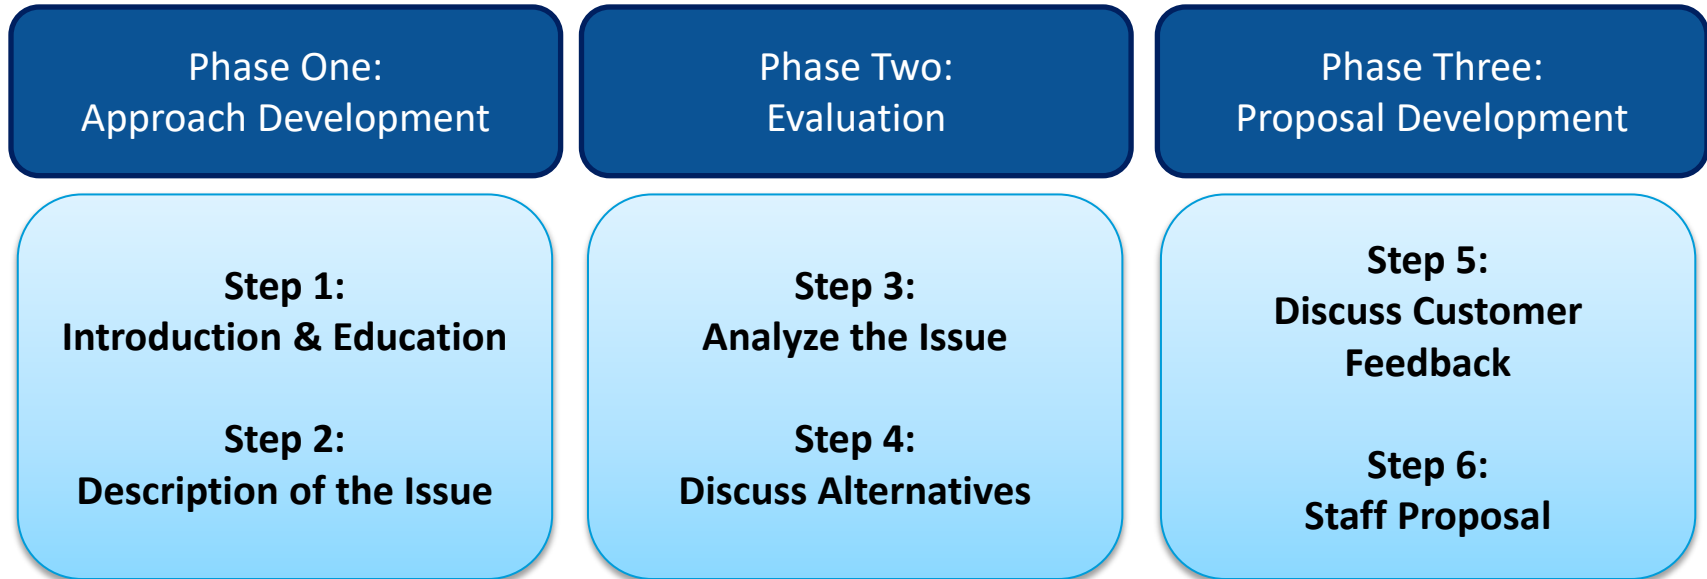 Phase One:
Approach Development
Phase Two:
Evaluation
Phase Three:
Proposal Development
Step 1:
Introduction & Education
Step 2:
Description of the Issue
Step 3:
Analyze the Issue
Step 4:
Discuss Alternatives
Step 5:
Discuss Customer
Feedback
Step 6:
Staff Proposal